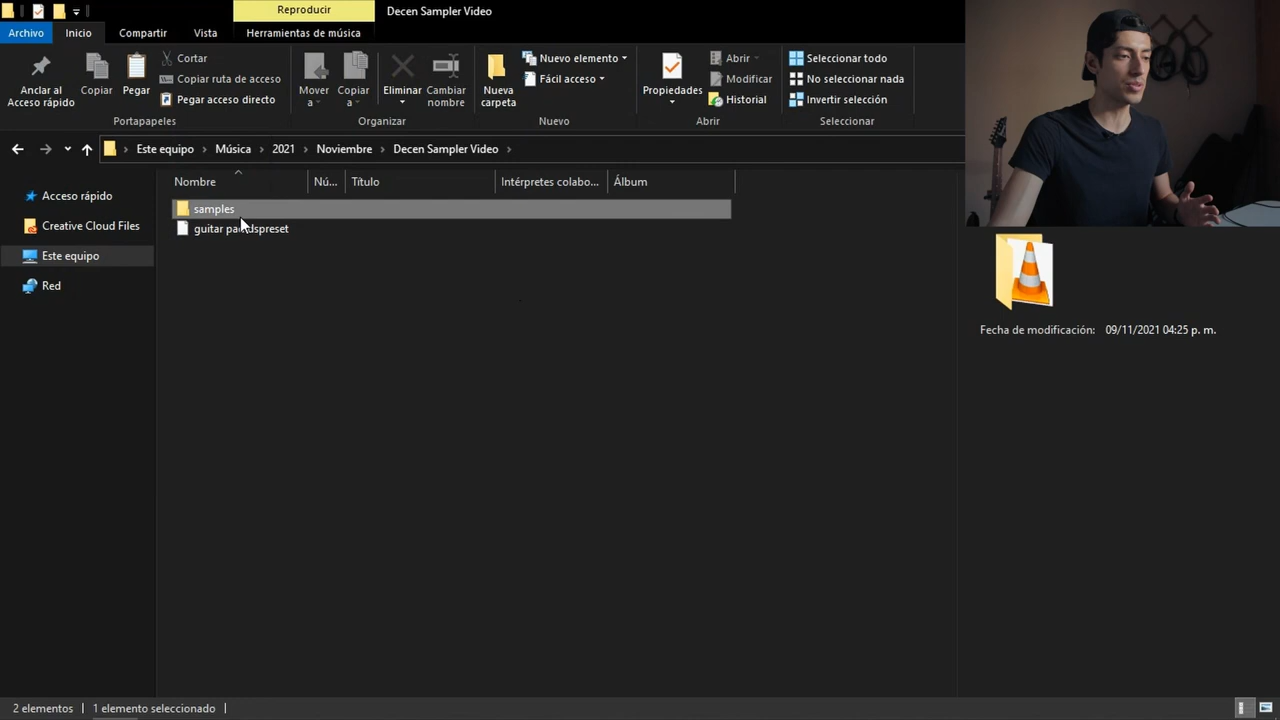 Reproducir
Decen Sampler Video
Archivo
Inicio
Compartir
Vista
Herramientas de música
Anclar al
Acceso rápido
Copiar
Pegar
Cortar
Copiar ruta de acceso
Pegar acceso directo
Portapapeles
Mover
a
Copiar
a
Eliminar
Cambiar
nombre
Organizar
Nueva
carpeta
Nuevo elemento
Fácil acceso
Nuevo
Propiedades
Abrir
Modificar
Historial
Abrir
Seleccionar todo
No seleccionar nada
Invertir selección
Seleccionar
Este equipo
Música
2021
Noviembre
Decen Sampler Video
Nombre
Nú...
Título
Intérpretes colabo...
Álbum
Acceso rápido
Creative Cloud Files
Este equipo
Red
samples
guitar
Fecha de modificación: 09/11/2021 04:25 p. m.
2 elementos
1 elemento seleccionado